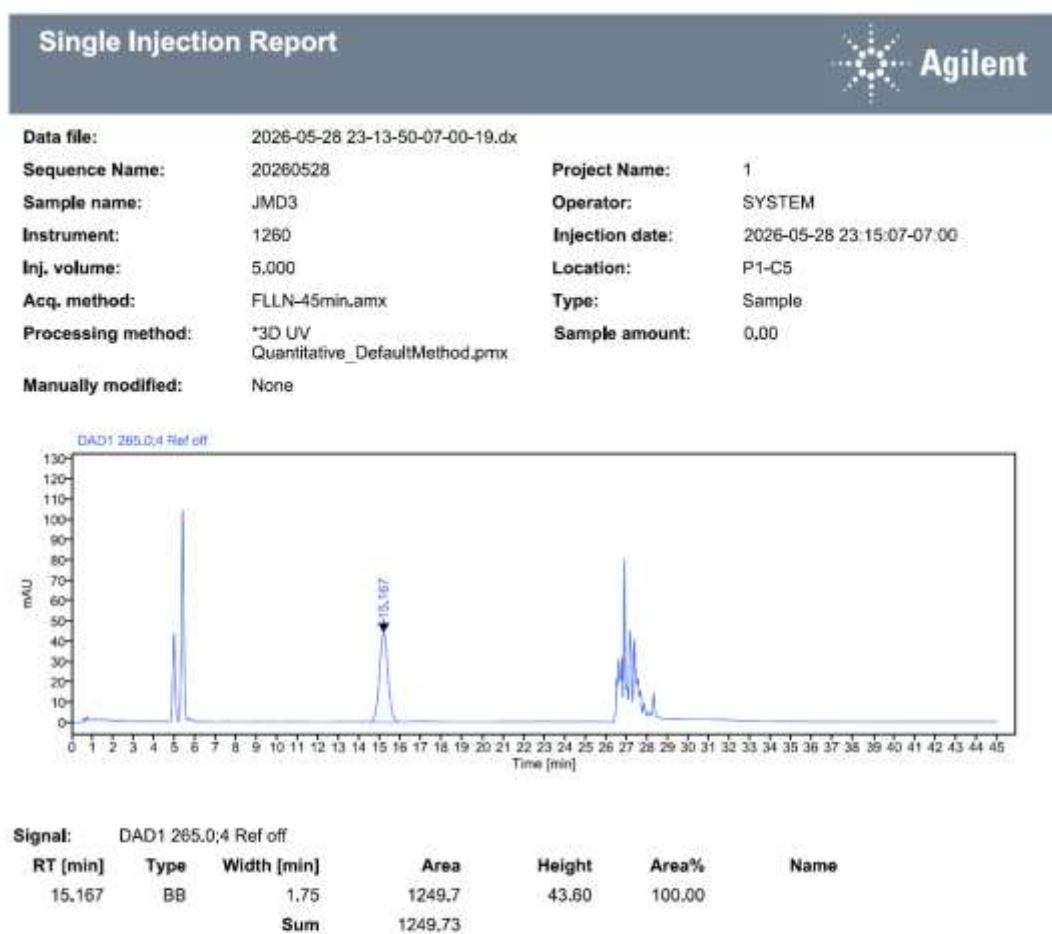 Single Injection Report
Agilent
Data file: 2026-05-28 23-13-50-07-00-19.dx
Sequence Name: 20260528 Project Name: 1
Sample name: JMD3 Operator: SYSTEM
Instrument: 1260 Injection date: 2026-05-28 23:15:07-07:00
Inj. volume: 5.000 Location: P1-C5
Acq. method: FLLN-45min.amx Type: Sample
Processing method: *3D UV Sample amount: 0.00
Quantitative_DefaultMethod.pmx
Manually modified: None
DAD1 265.0;4 Ref off
130
120
110
100
90
80
70
60
50
40
30
20
10
0
mAU
15.167
0 1 2 3 4 5 6 7 8 9 10 11 12 13 14 15 16 17 18 19 20 21 22 23 24 25 26 27 28 29 30 31 32 33 34 35 36 37 38 39 40 41 42 43 44 45
Time [min]
Signal: DAD1 265.0;4 Ref off
RT [min] Type Width [min] Area Height Area% Name
15.167 BB 1.75 1249.7 43.60 100.00
Sum 1249.73